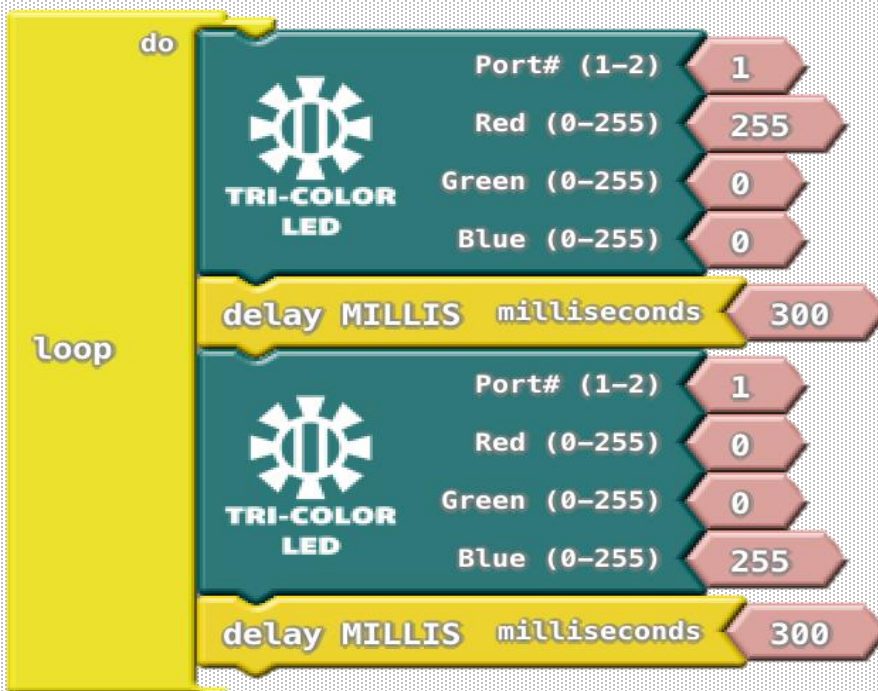 do
Port# (1-2) 1
Red (0-255) 255
Green (0-255) 0
Blue (0-255) 0
TRI-COLOR
LED
delay MILLIS milliseconds 300
loop
Port# (1-2) 1
Red (0-255) 0
Green (0-255) 0
Blue (0-255) 255
TRI-COLOR
LED
delay MILLIS milliseconds 300